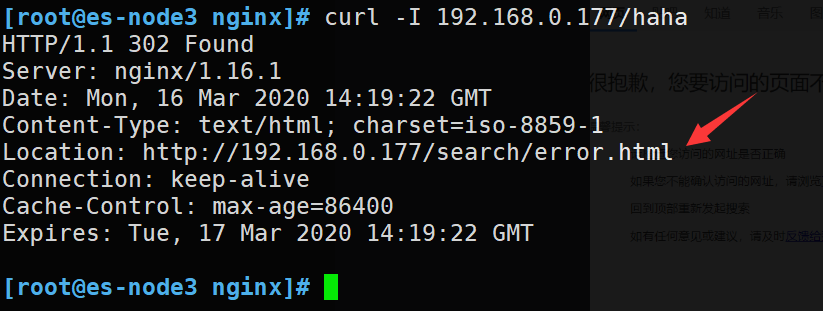 [root@es-node3 nginx]# curl -I 192.168.0.177/haha
HTTP/1.1 302 Found
Server: nginx/1.16.1
Date: Mon, 16 Mar 2020 14:19:22 GMT
Content-Type: text/html; charset=iso-8859-1
Location: http://192.168.0.177/search/error.html
Connection: keep-alive
Cache-Control: max-age=86400
Expires: Tue, 17 Mar 2020 14:19:22 GMT
[root@es-node3 nginx]#
知道 音乐
很抱歉，您要访问的页面不
访问的网址是否正确
如果您不能确认访问的网址，请浏览
回到顶部重新发起搜索
如有任何意见或建议，请及时反馈给